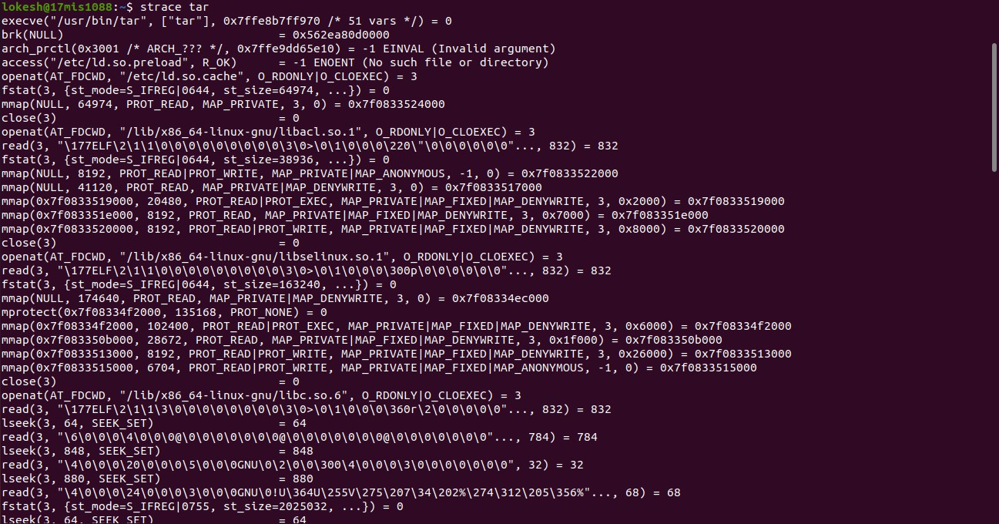 lokesh@17mis1088:~$ strace tar
execve("/usr/bin/tar", ["tar"], 0x7ffe8b7ff970 /* 51 vars */) = 0
brk(NULL)                               = 0x562ea80d0000
arch_prctl(0x3001 /* ARCH_??? */, 0x7ffe9dd65e10) = -1 EINVAL (Invalid argument)
access("/etc/ld.so.preload", R_OK)      = -1 ENOENT (No such file or directory)
openat(AT_FDCWD, "/etc/ld.so.cache", O_RDONLY|O_CLOEXEC) = 3
fstat(3, {st_mode=S_IFREG|0644, st_size=64974, ...}) = 0
mmap(NULL, 64974, PROT_READ, MAP_PRIVATE, 3, 0) = 0x7f0833524000
close(3)                                = 0
openat(AT_FDCWD, "/lib/x86_64-linux-gnu/libacl.so.1", O_RDONLY|O_CLOEXEC) = 3
read(3, "\177ELF\2\1\1\0\0\0\0\0\0\0\0\0\3\0>\0\1\0\0\0\220\"\0\0\0\0\0\0"..., 832) = 832
fstat(3, {st_mode=S_IFREG|0644, st_size=38936, ...}) = 0
mmap(NULL, 8192, PROT_READ|PROT_WRITE, MAP_PRIVATE|MAP_ANONYMOUS, -1, 0) = 0x7f0833522000
mmap(NULL, 41120, PROT_READ, MAP_PRIVATE|MAP_DENYWRITE, 3, 0) = 0x7f0833517000
mmap(0x7f0833519000, 20480, PROT_READ|PROT_EXEC, MAP_PRIVATE|MAP_FIXED|MAP_DENYWRITE, 3, 0x2000) = 0x7f0833519000
mmap(0x7f083351e000, 8192, PROT_READ, MAP_PRIVATE|MAP_FIXED|MAP_DENYWRITE, 3, 0x7000) = 0x7f083351e000
mmap(0x7f0833520000, 8192, PROT_READ|PROT_WRITE, MAP_PRIVATE|MAP_FIXED|MAP_DENYWRITE, 3, 0x8000) = 0x7f0833520000
close(3)                                = 0
openat(AT_FDCWD, "/lib/x86_64-linux-gnu/libselinux.so.1", O_RDONLY|O_CLOEXEC) = 3
read(3, "\177ELF\2\1\1\0\0\0\0\0\0\0\0\0\3\0>\0\1\0\0\0\300p\0\0\0\0\0\0"..., 832) = 832
fstat(3, {st_mode=S_IFREG|0644, st_size=163240, ...}) = 0
mmap(NULL, 174640, PROT_READ, MAP_PRIVATE|MAP_DENYWRITE, 3, 0) = 0x7f08334ec000
mprotect(0x7f08334f2000, 135168, PROT_NONE) = 0
mmap(0x7f08334f2000, 102400, PROT_READ|PROT_EXEC, MAP_PRIVATE|MAP_FIXED|MAP_DENYWRITE, 3, 0x6000) = 0x7f08334f2000
mmap(0x7f083350b000, 28672, PROT_READ, MAP_PRIVATE|MAP_FIXED|MAP_DENYWRITE, 3, 0x1f000) = 0x7f083350b000
mmap(0x7f0833513000, 8192, PROT_READ|PROT_WRITE, MAP_PRIVATE|MAP_FIXED|MAP_DENYWRITE, 3, 0x26000) = 0x7f0833513000
mmap(0x7f0833515000, 6704, PROT_READ|PROT_WRITE, MAP_PRIVATE|MAP_FIXED|MAP_ANONYMOUS, -1, 0) = 0x7f0833515000
close(3)                                = 0
openat(AT_FDCWD, "/lib/x86_64-linux-gnu/libc.so.6", O_RDONLY|O_CLOEXEC) = 3
read(3, "\177ELF\2\1\1\3\0\0\0\0\0\0\0\0\3\0>\0\1\0\0\0\360r\2\0\0\0\0\0"..., 832) = 832
lseek(3, 64, SEEK_SET)                  = 64
read(3, "\6\0\0\0\4\0\0\0@\0\0\0\0\0\0\0@\0\0\0\0\0\0\0@\0\0\0\0\0\0\0"..., 784) = 784
lseek(3, 848, SEEK_SET)                 = 848
read(3, "\4\0\0\0\20\0\0\0\5\0\0\0GNU\0\2\0\0\300\4\0\0\0\3\0\0\0\0\0\0\0", 32) = 32
lseek(3, 880, SEEK_SET)                 = 880
read(3, "\4\0\0\0\24\0\0\0\3\0\0\0GNU\0!U\364U\255V\275\207\34\202%\274\312\205\356%"..., 68) = 68
fstat(3, {st_mode=S_IFREG|0755, st_size=2025032, ...}) = 0
lseek(3, 64, SEEK_SET)                  = 64